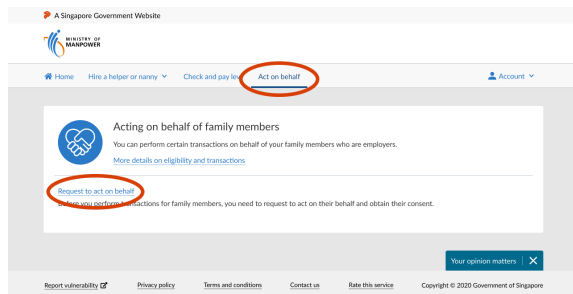 A Singapore Government Website
MINISTRY OF
MANPOWER
Home Hire a helper or nanny Check and pay lev Act on behalf Account
Acting on behalf of family members
You can perform certain transactions on behalf of your family members who are employers.
More details on eligibility and transactions
Request to act on behalf
Before you perform transactions for family members, you need to request to act on their behalf and obtain their consent.
Your opinion matters X
Report vulnerability Privacy policy Terms and conditions Contact us Rate this service Copyright © 2020 Government of Singapore